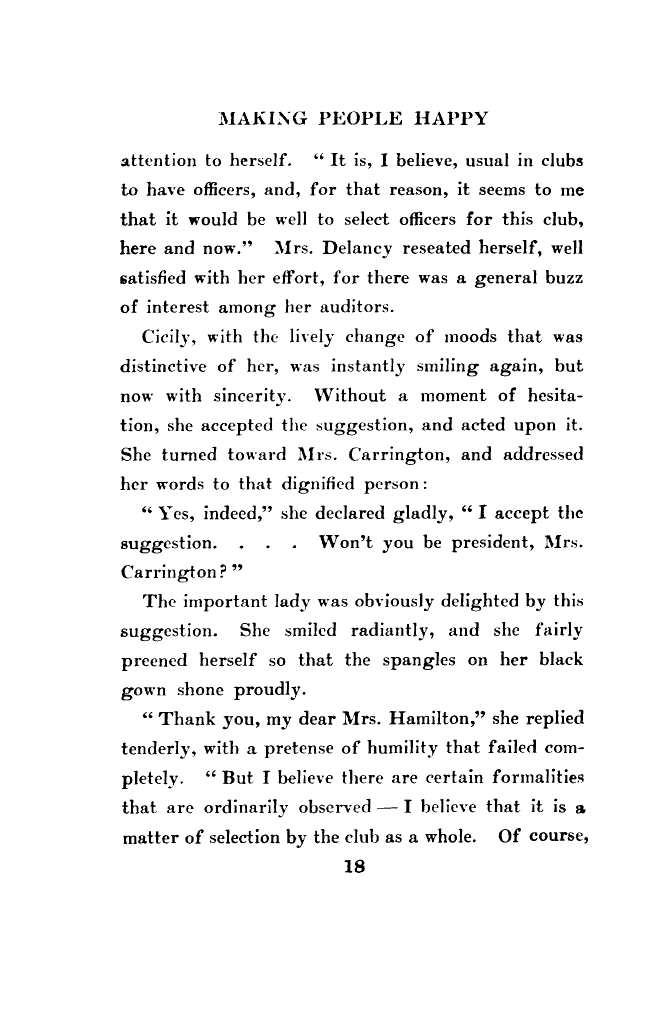 MAKING PEOPLE HAPPY
attention to herself. “ It is, I believe, usual in clubs
to have officers, and, for that reason, it seems to me
that it would be well to select officers for this club,
here and now.” Mrs. Delancy reseated herself, well
satisfied with her effort, for there was a general buzz
of interest among her auditors.
Cicily, with the lively change of moods that was
distinctive of her, was instantly smiling again, but
now with sincerity. Without a moment of hesita-
tion, she accepted the suggestion, and acted upon it.
She turned toward Mrs. Carrington, and addressed
her words to that dignified person:
“ Yes, indeed,” she declared gladly, “ I accept the
suggestion. . . . Won’t you be president, Mrs.
Carrington? ”
The important lady was obviously delighted by this
suggestion. She smiled radiantly, and she fairly
preened herself so that the spangles on her black
gown shone proudly.
“ Thank you, my dear Mrs. Hamilton,” she replied
tenderly, with a pretense of humility that failed com-
pletely. “ But I believe there are certain formalities
that are ordinarily observed — I believe that it is a
matter of selection by the club as a whole. Of course,
18